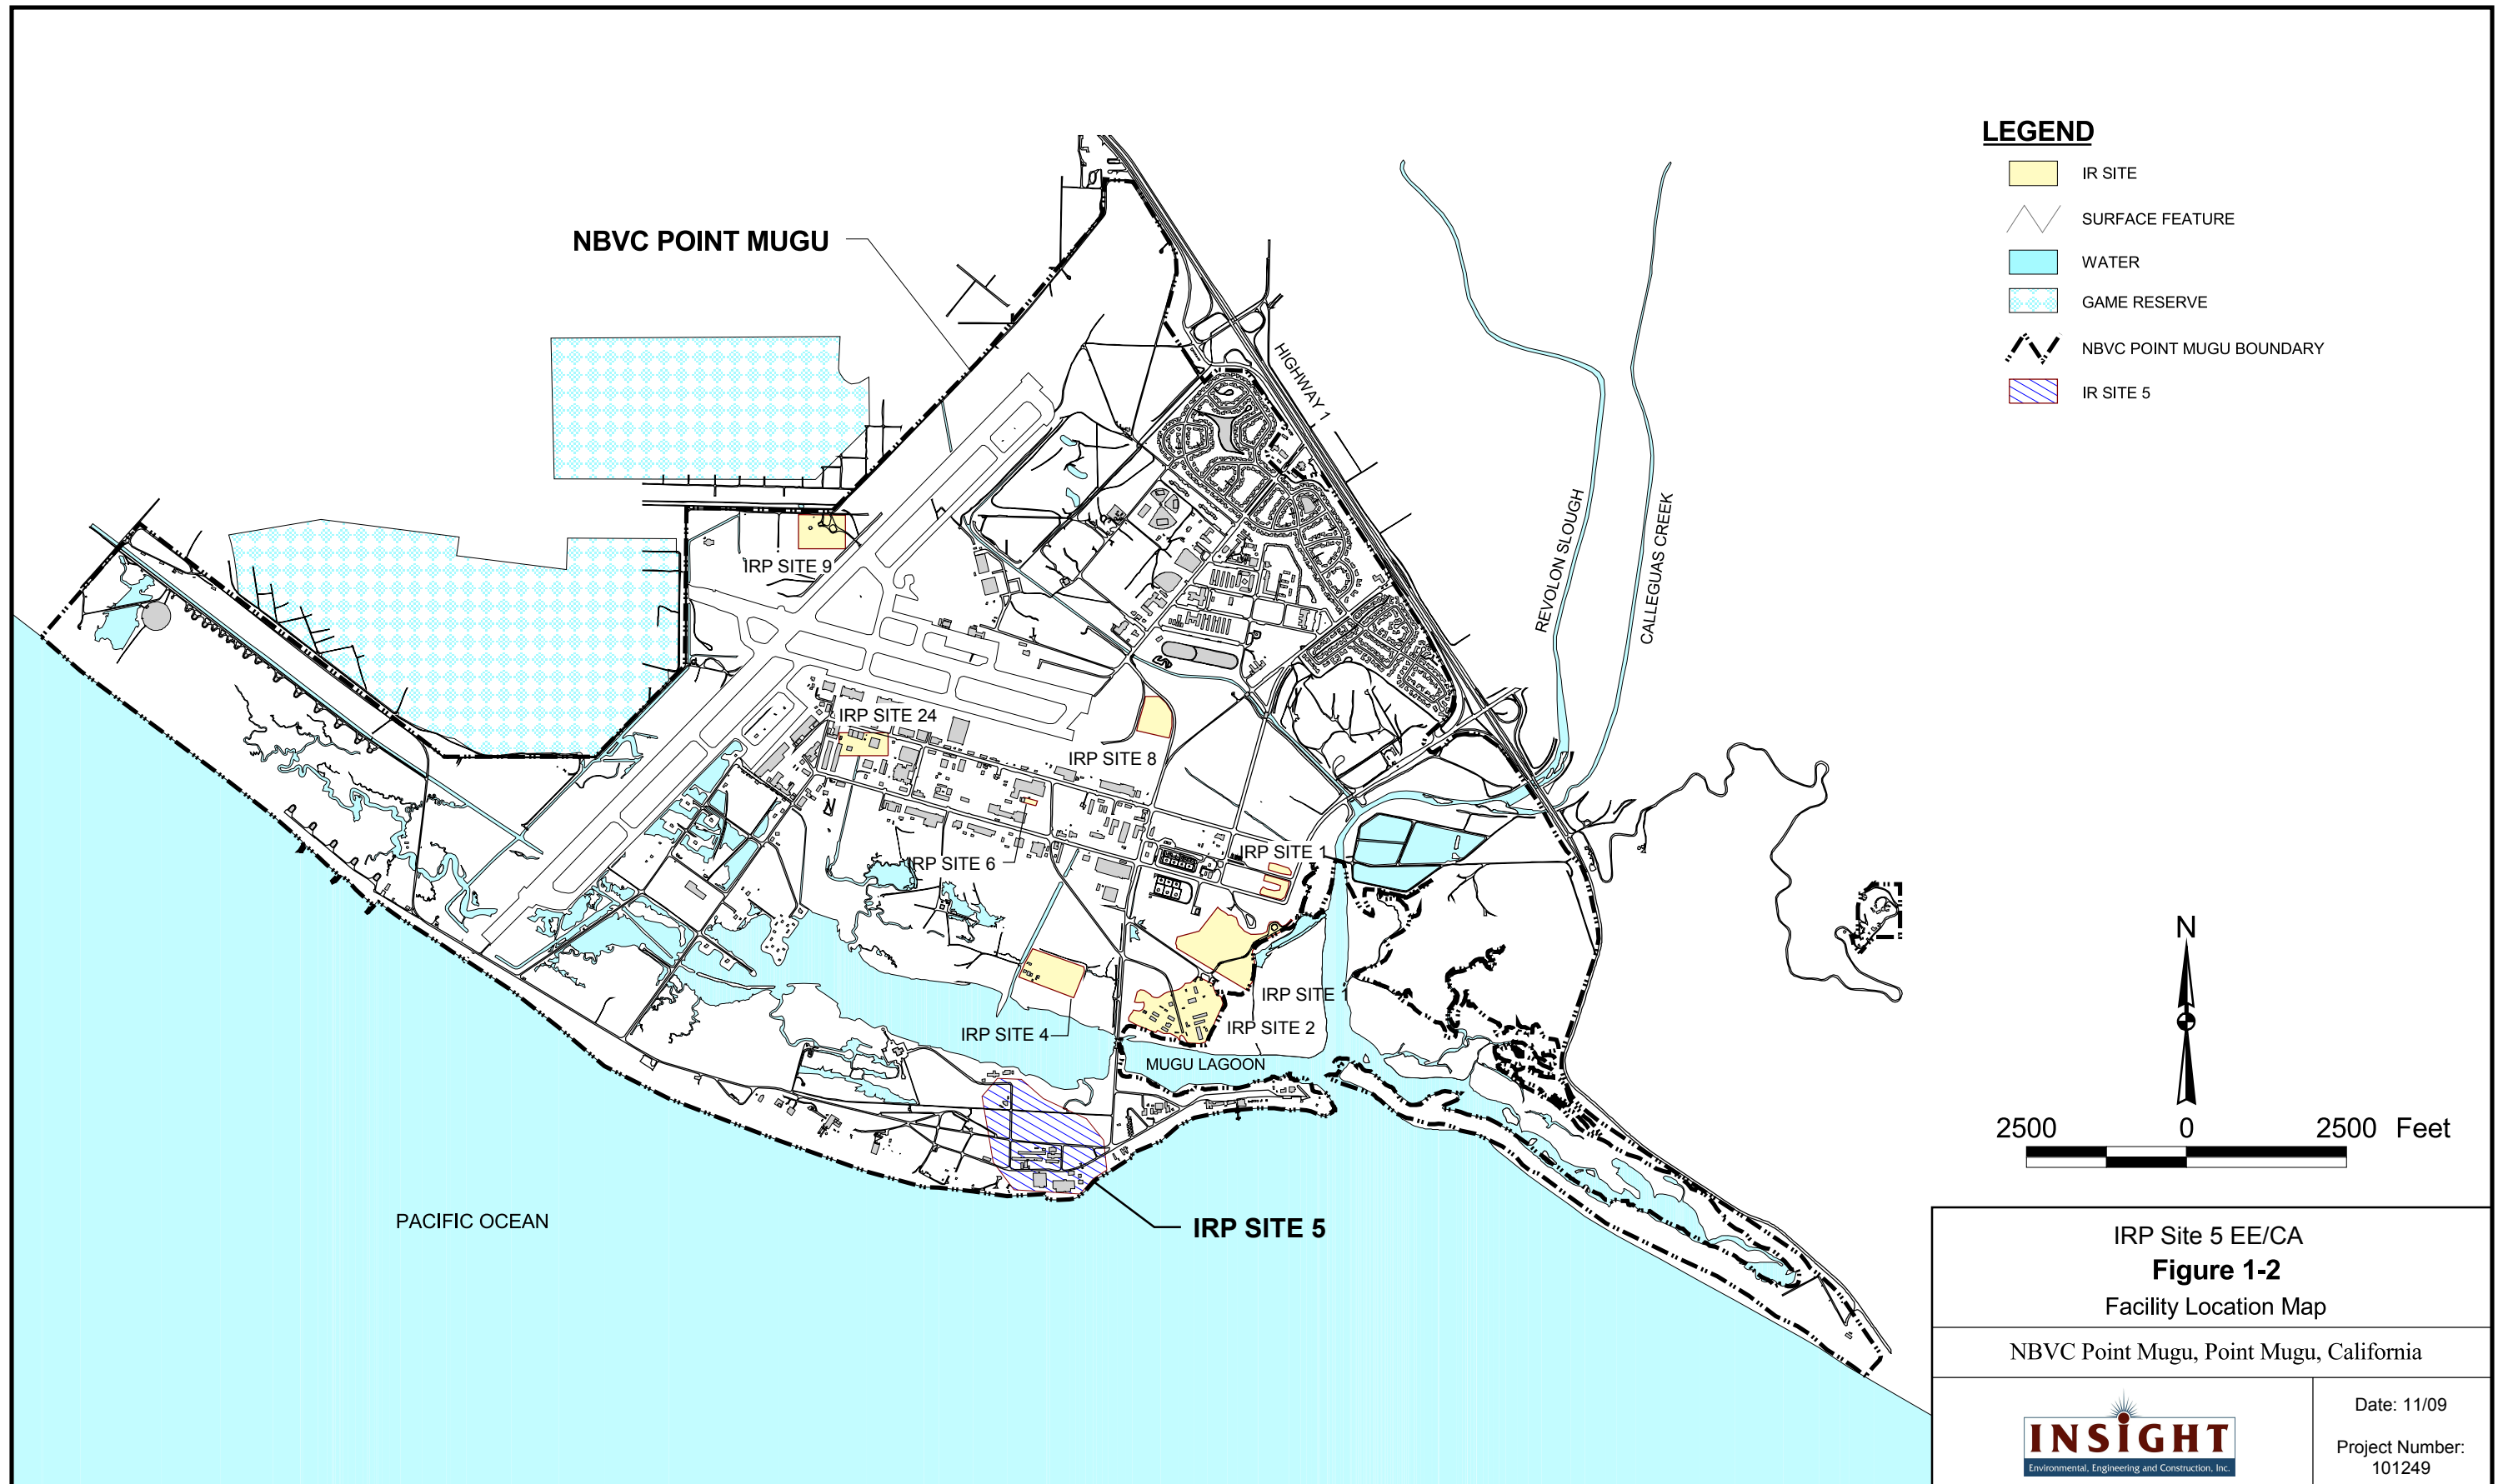 LEGEND
IR SITE
SURFACE FEATURE
WATER
GAME RESERVE
NBVC POINT MUGU BOUNDARY
IR SITE 5
NBVC POINT MUGU
HIGHWAY 1
REVOLON SLOUGH
CALLEGUAS CREEK
IRP SITE 9
IRP SITE 24
IRP SITE 8
IRP SITE 6
IRP SITE 1
IRP SITE 1
IRP SITE 2
IRP SITE 4
MUGU LAGOON
IRP SITE 5
PACIFIC OCEAN
N
2500 0 2500 Feet
IRP Site 5 EE/CA
Figure 1-2
Facility Location Map
NBVC Point Mugu, Point Mugu, California
INSIGHT
Environmental, Engineering and Construction, Inc.
Date: 11/09
Project Number:
101249